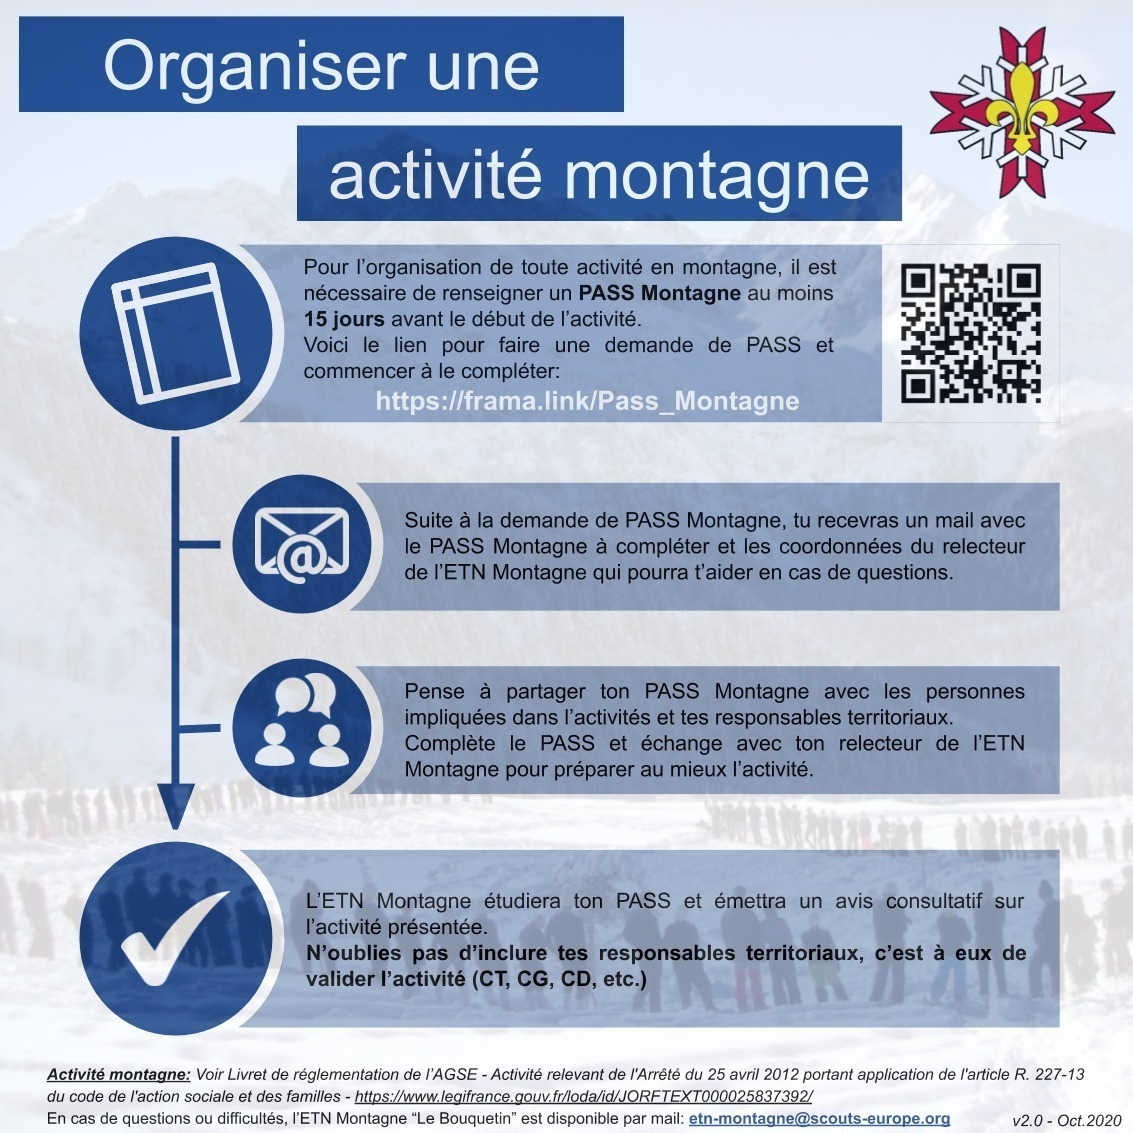 Organiser une
activité montagne
Pour l’organisation de toute activité en montagne, il est
nécessaire de renseigner un PASS Montagne au moins
15 jours avant le début de l’activité.
Voici le lien pour faire une demande de PASS et
commencer à le compléter:
https://frama.link/Pass_Montagne
Suite à la demande de PASS Montagne, tu recevras un mail avec
le PASS Montagne à compléter et les coordonnées du relecteur
de l’ETN Montagne qui pourra t’aider en cas de questions.
Pense à partager ton PASS Montagne avec les personnes
impliquées dans l’activités et tes responsables territoriaux.
Complète le PASS et échange avec ton relecteur de l’ETN
Montagne pour préparer au mieux l’activité.
L’ETN Montagne étudiera ton PASS et émettra un avis consultatif sur
l’activité présentée.
N’oublies pas d’inclure tes responsables territoriaux, c’est à eux de
valider l’activité (CT, CG, CD, etc.)
Activité montagne: Voir Livret de réglementation de l’AGSE - Activité relevant de l'Arrêté du 25 avril 2012 portant application de l'article R. 227-13
du code de l'action sociale et des familles - https://www.legifrance.gouv.fr/loda/id/JORFTEXT000025837392/
En cas de questions ou difficultés, l’ETN Montagne “Le Bouquetin” est disponible par mail: etn-montagne@scouts-europe.org
v2.0 - Oct.2020